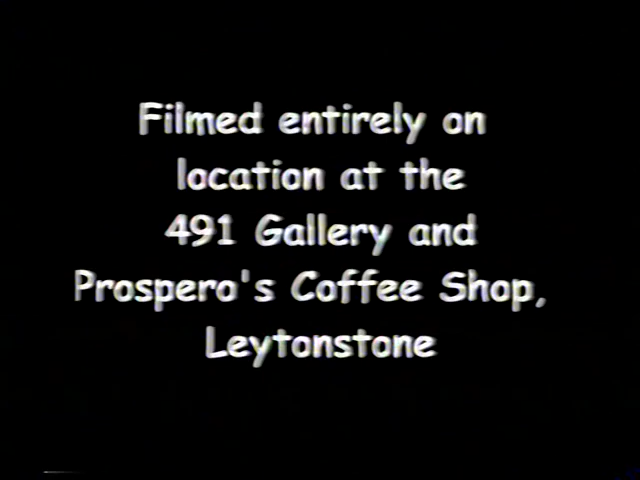 Filmed entirely on
location at the
491 Gallery and
Prospero's Coffee Shop,
Leytonstone